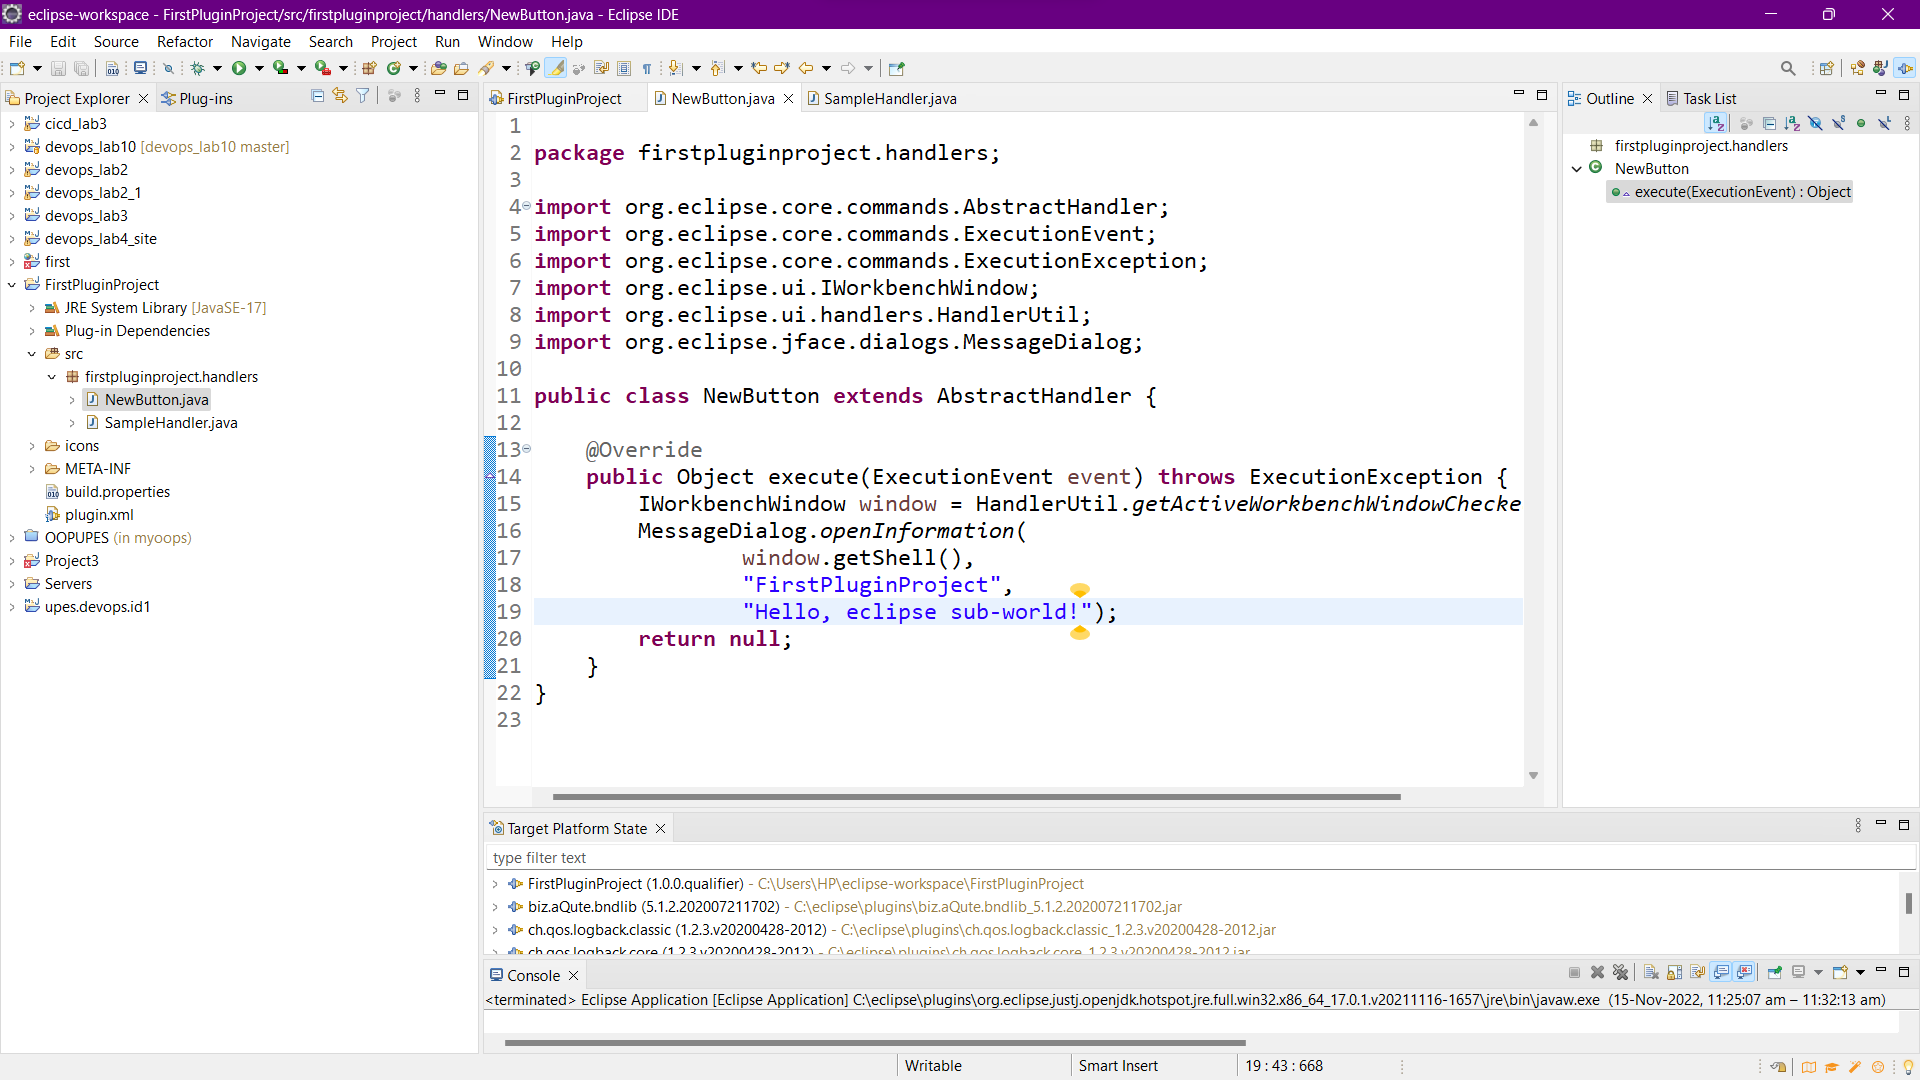 eclipse-workspace - FirstPluginProject/src/firstpluginproject/handlers/NewButton.java - Eclipse IDE
File Edit Source Refactor Navigate Search Project Run Window Help
Project Explorer
Plug-ins
cicd_lab3
devops_lab10 [devops_lab10 master]
devops_lab2
devops_lab2_1
devops_lab3
devops_lab4_site
first
FirstPluginProject
JRE System Library [JavaSE-17]
Plug-in Dependencies
src
firstpluginproject.handlers
NewButton.java
SampleHandler.java
icons
META-INF
build.properties
plugin.xml
OOPUPES (in myoops)
Project3
Servers
upes.devops.id1
FirstPluginProject
NewButton.java
SampleHandler.java
1
2 package firstpluginproject.handlers;
3
4 import org.eclipse.core.commands.AbstractHandler;
5 import org.eclipse.core.commands.ExecutionEvent;
6 import org.eclipse.core.commands.ExecutionException;
7 import org.eclipse.ui.IWorkbenchWindow;
8 import org.eclipse.ui.handlers.HandlerUtil;
9 import org.eclipse.jface.dialogs.MessageDialog;
10
11 public class NewButton extends AbstractHandler {
12
13 @Override
14 public Object execute(ExecutionEvent event) throws ExecutionException {
15 IWorkbenchWindow window = HandlerUtil.getActiveWorkbenchWindowChecke
16 MessageDialog.openInformation(
17 window.getShell(),
18 "FirstPluginProject",
19 "Hello, eclipse sub-world!");
20 return null;
21 }
22 }
23
Outline
Task List
firstpluginproject.handlers
NewButton
execute(ExecutionEvent) : Object
Target Platform State
type filter text
FirstPluginProject (1.0.0.qualifier) - C:\Users\HP\eclipse-workspace\FirstPluginProject
biz.aQute.bndlib (5.1.2.202007211702) - C:\eclipse\plugins\biz.aQute.bndlib_5.1.2.202007211702.jar
ch.qos.logback.classic (1.2.3.v20200428-2012) - C:\eclipse\plugins\ch.qos.logback.classic_1.2.3.v20200428-2012.jar
ch.qos.logback.core (1.2.3.v20200428-2012) - C:\eclipse\plugins\ch.qos.logback.core_1.2.3.v20200428-2012.jar
Console
<terminated> Eclipse Application [Eclipse Application] C:\eclipse\plugins\org.eclipse.justj.openjdk.hotspot.jre.full.win32.x86_64_17.0.1.v20211116-1657\jre\bin\javaw.exe (15-Nov-2022, 11:25:07 am – 11:32:13 am)
Writable
Smart Insert
19 : 43 : 668